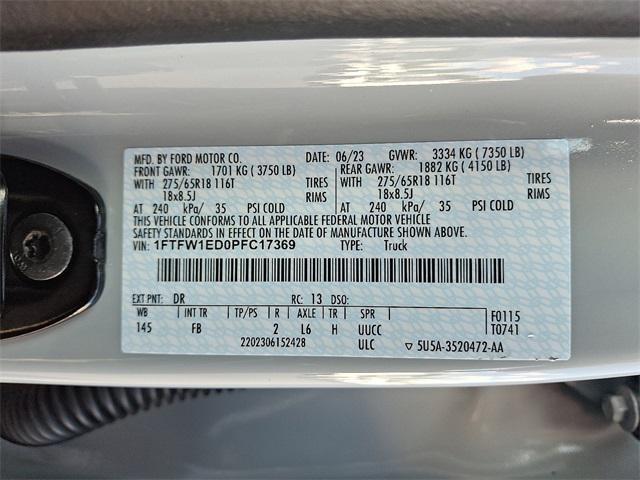 MFD. BY FORD MOTOR CO. DATE: 06/23 GVWR: 3334 KG ( 7350 LB)
FRONT GAWR: 1701 KG ( 3750 LB) REAR GAWR: 1882 KG ( 4150 LB)
WITH 275/65R18 116T TIRES WITH 275/65R18 116T TIRES
18x8.5J RIMS 18x8.5J RIMS
AT 240 kPa/ 35 PSI COLD AT 240 kPa/ 35 PSI COLD
THIS VEHICLE CONFORMS TO ALL APPLICABLE FEDERAL MOTOR VEHICLE
SAFETY STANDARDS IN EFFECT ON THE DATE OF MANUFACTURE SHOWN ABOVE.
VIN: 1FTFW1ED0PFC17369 TYPE: Truck
EXT PNT: DR RC: 13 DSO:
WB INT TR TP/PS R AXLE TR SPR F0115
145 FB 2 L6 H UUCC T0741
2202306152428 ULC ▽ 5U5A-3520472-AA